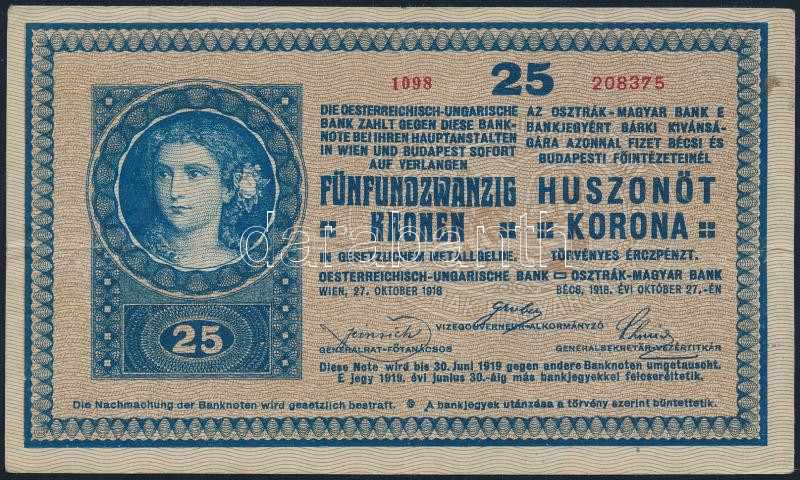 1098 25 208375
DIE OESTERREICHISCH-UNGARISCHE
BANK ZAHLT GEGEN DIESE BANK-
NOTE BEI IHREN HAUPTANSTALTEN
IN WIEN UND BUDAPEST SOFORT
AUF VERLANGEN
FÜNFUNDZWANZIG
KRONEN
IN GESETZLICHEM METALLGELDE.
OESTERREICHISCH-UNGARISCHE BANK
WIEN, 27. OKTOBER 1918
AZ OSZTRÁK-MAGYAR BANK E
BANKJEGYÉRT BÁRKI KIVÁNSÁ-
GÁRA AZONNAL FIZET BÉCSI ÉS
BUDAPESTI FŐINTÉZETEINÉL
HUSZONÖT
KORONA
TÖRVÉNYES ÉRCZPÉNZT.
OSZTRÁK-MAGYAR BANK
BÉCS, 1918. ÉVI OKTOBER 27.-ÉN
Gruber
VIZEGOUVERNEUR-ALKORMÁNYZÓ
GENERALRAT-FŐTANÁCSOS
GENERALSEKRETÄR-VEZÉRTITKÁR
Diese Note wird bis 30. Juni 1919 gegen andere Banknoten umgetauscht.
E jegy 1919. évi junius 30.-áig más bankjegyekkel felcseréltetik.
25
Die Nachmachung der Banknoten wird gesetzlich bestraft. A bankjegyek utánzása a törvény szerint büntettetik.
darabanth